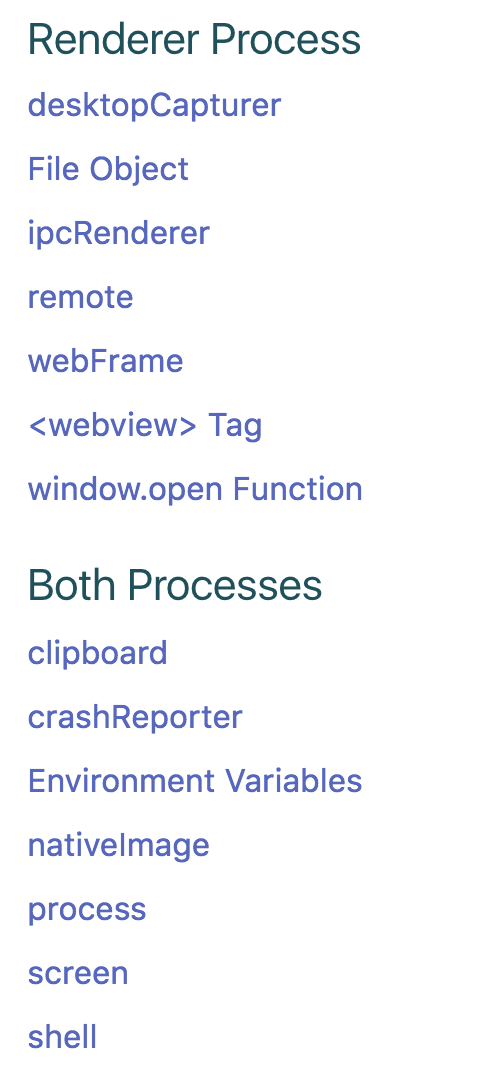 Renderer Process
desktopCapturer
File Object
ipcRenderer
remote
webFrame
<webview> Tag
window.open Function
Both Processes
clipboard
crashReporter
Environment Variables
nativeImage
process
screen
shell